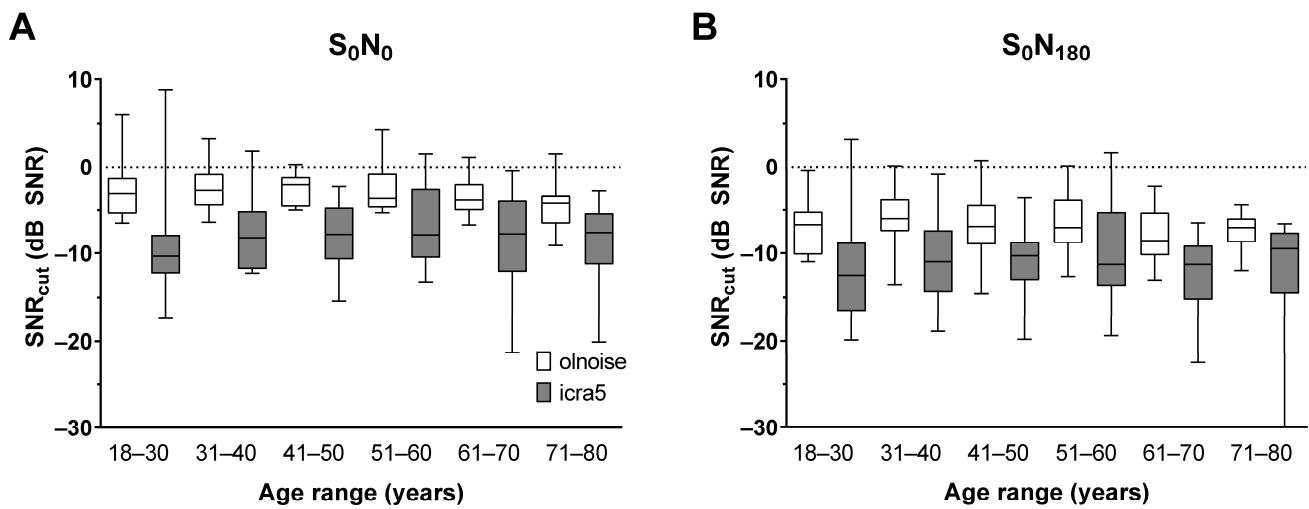 A
S₀N₀
SNRcut (dB SNR)
10
0
−10
−20
−30
olnoise
icra5
18–30 31–40 41–50 51–60 61–70 71–80
Age range (years)
B
S₀N₁₈₀
SNRcut (dB SNR)
10
0
−10
−20
−30
18–30 31–40 41–50 51–60 61–70 71–80
Age range (years)